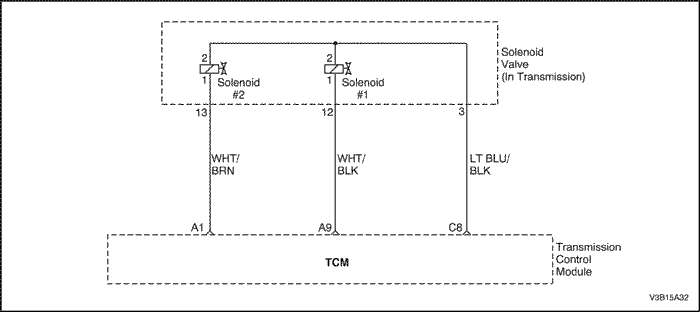 2
2
1
1
Solenoid
#2
Solenoid
#1
Solenoid
Valve
(In Transmission)
13
12
3
WHT/
BRN
WHT/
BLK
LT BLU/
BLK
A1
A9
C8
TCM
Transmission
Control
Module
V3B15A32